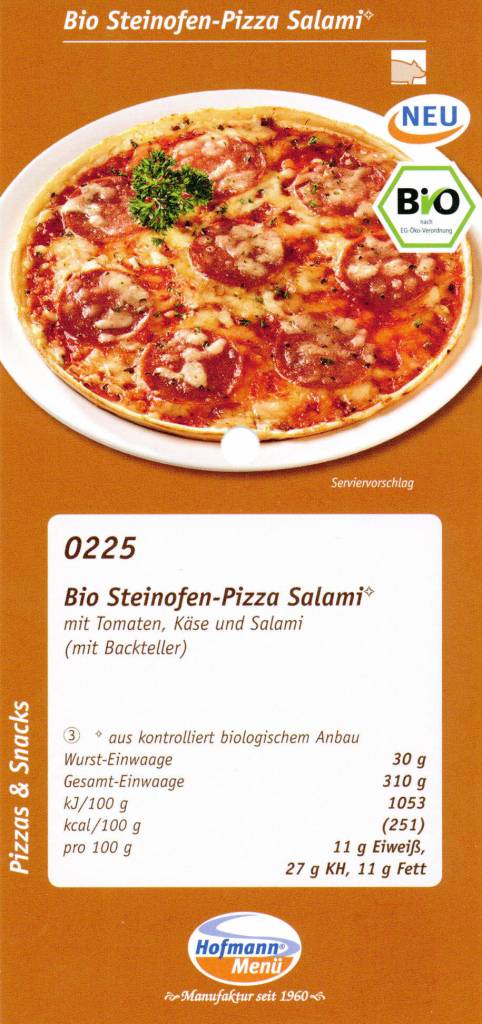 Bio Steinofen-Pizza Salami✧
NEU
BiO
nach
EG-Öko-Verordnung
Serviervorschlag
0225
Bio Steinofen-Pizza Salami✧
mit Tomaten, Käse und Salami
(mit Backteller)
③ ✧ aus kontrolliert biologischem Anbau
Wurst-Einwaage 30 g
Gesamt-Einwaage 310 g
kJ/100 g 1053
kcal/100 g (251)
pro 100 g 11 g Eiweiß,
27 g KH, 11 g Fett
Pizzas & Snacks
Hofmann®
Menü
Manufaktur seit 1960